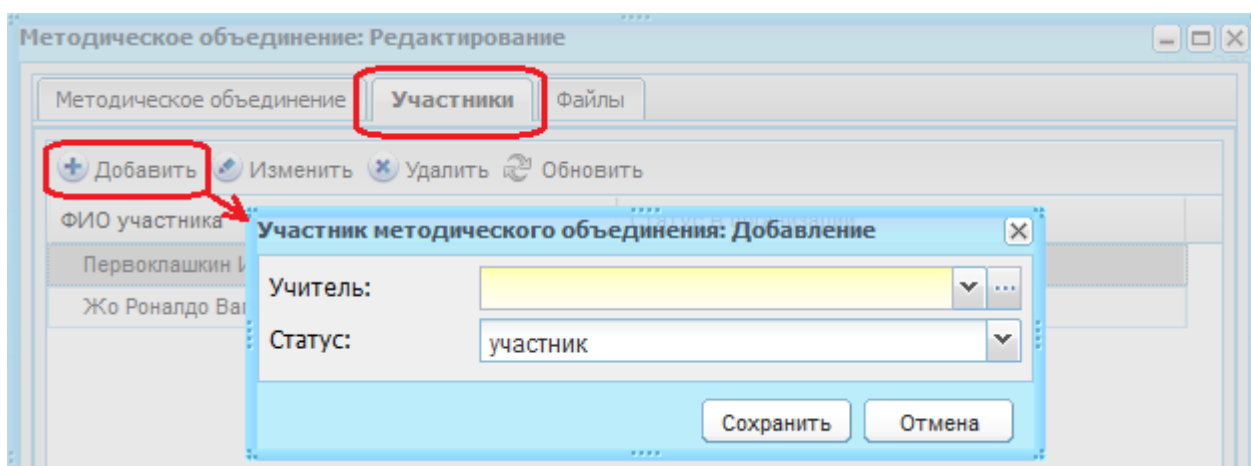 Методическое объединение: Редактирование
Методическое объединение Участники Файлы
Добавить Изменить Удалить Обновить
ФИО участника
Участник методического объединения: Добавление
Первоклашкин
Учитель:
Жо Роналдо
Статус: участник
Сохранить Отмена